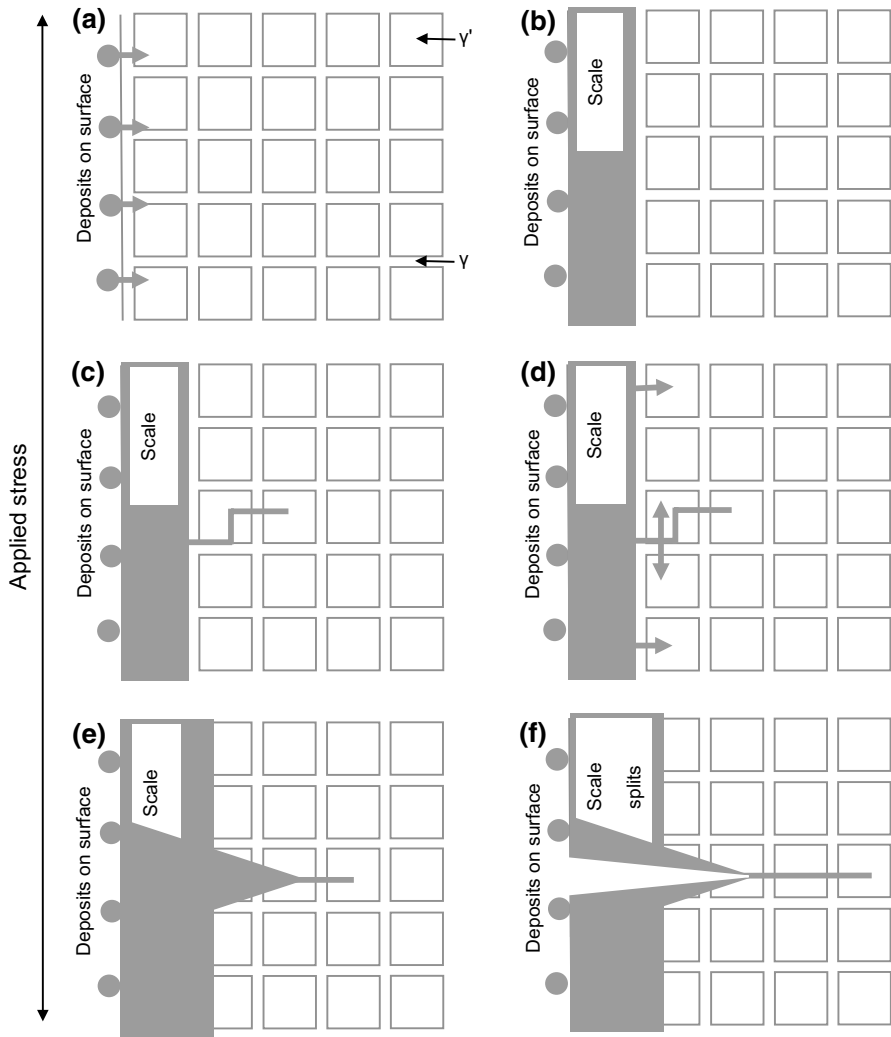 Applied stress
(a)
Deposits on surface
γ'
γ
(b)
Deposits on surface
Scale
(c)
Deposits on surface
Scale
(d)
Deposits on surface
Scale
(e)
Deposits on surface
Scale
(f)
Deposits on surface
Scale
splits